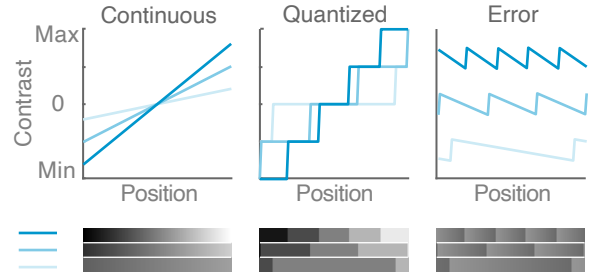 Continuous Quantized Error
Max
0
Min
Contrast
Position Position Position